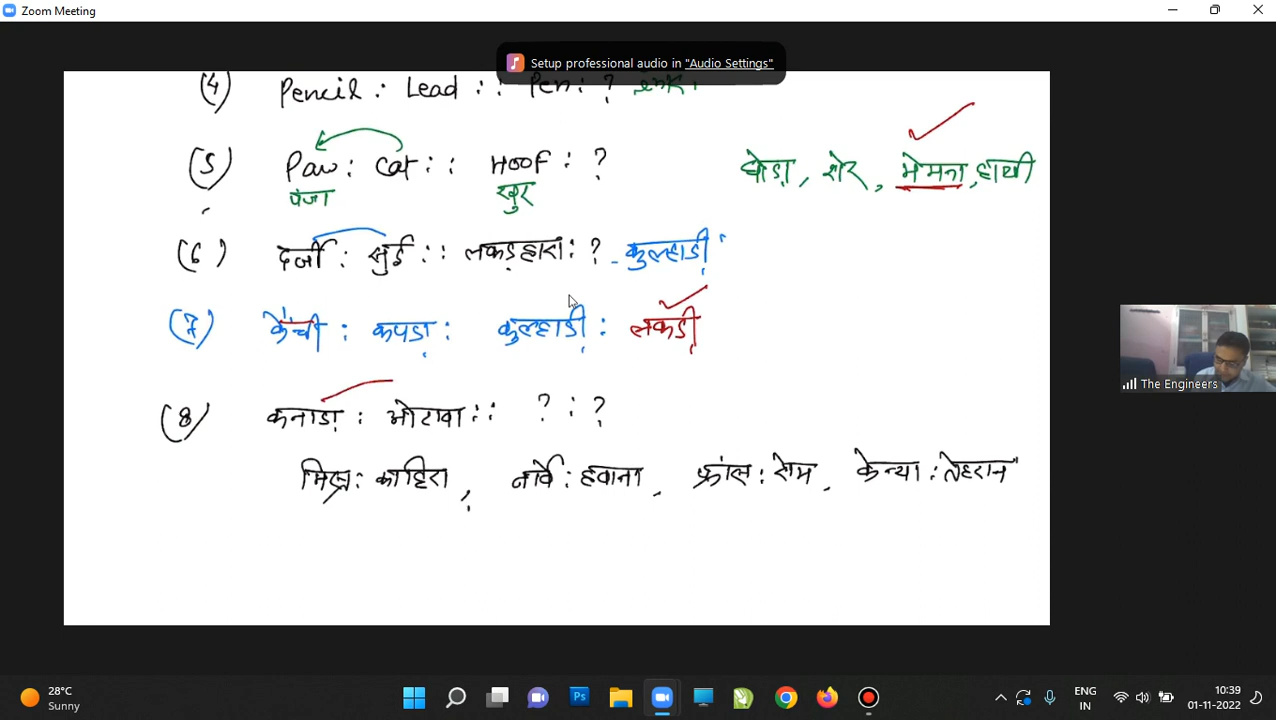 Zoom Meeting
Setup professional audio in "Audio Settings"
(4) Pencil : Lead :: Pen : ? ink.
(5) Paw : Cat :: Hoof : ? घोडा़, शेर, मेमना, हाथी
पंजा खुर
(6) दर्जी : सुई :: लकड़हारा : ? - कुल्हाडी़
(7) कैंची : कपडा़ : कुल्हाडी़ : लकडी़
(8) कनाडा़ : ओटावा :: ? : ?
मिस्र : काहिरा, नार्वे : हवाना, फ्रांस : रोम, केन्या : तेहरान
The Engineers
28°C
Sunny
Ps
ENG
IN
10:39
01-11-2022